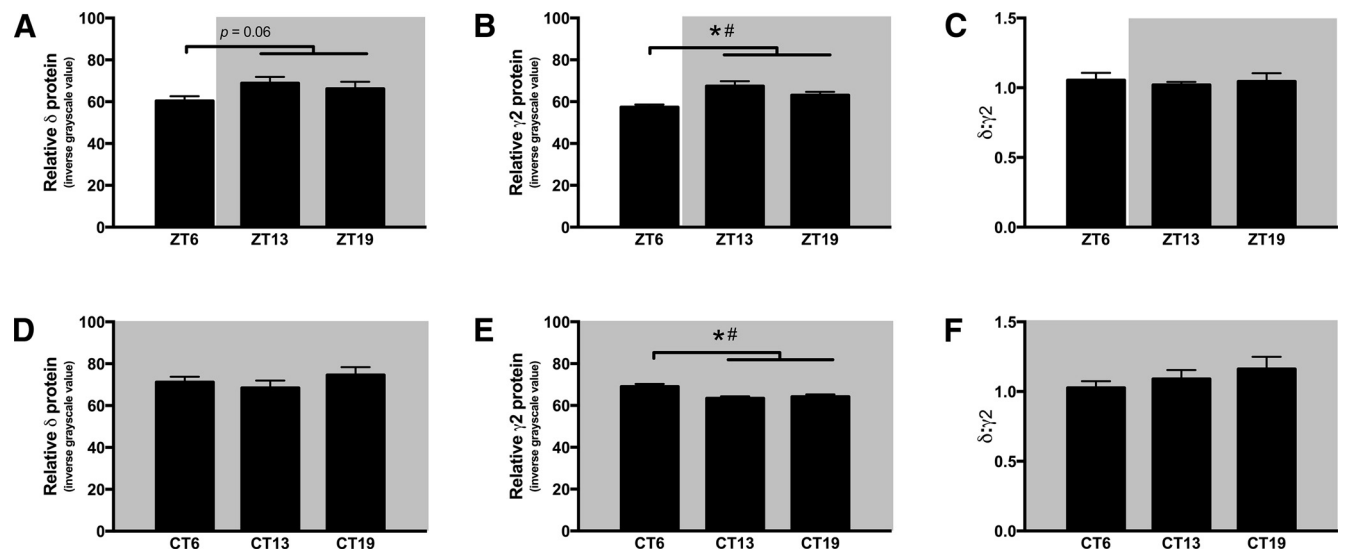 A
Relative δ protein
(inverse grayscale value)
100
80
60
40
20
0
p = 0.06
ZT6 ZT13 ZT19
B
Relative γ2 protein
(inverse grayscale value)
100
80
60
40
20
0
*#
ZT6 ZT13 ZT19
C
δ:γ2
1.5
1.0
0.5
0.0
ZT6 ZT13 ZT19
D
Relative δ protein
(inverse grayscale value)
100
80
60
40
20
0
CT6 CT13 CT19
E
Relative γ2 protein
(inverse grayscale value)
100
80
60
40
20
0
*#
CT6 CT13 CT19
F
δ:γ2
1.5
1.0
0.5
0.0
CT6 CT13 CT19